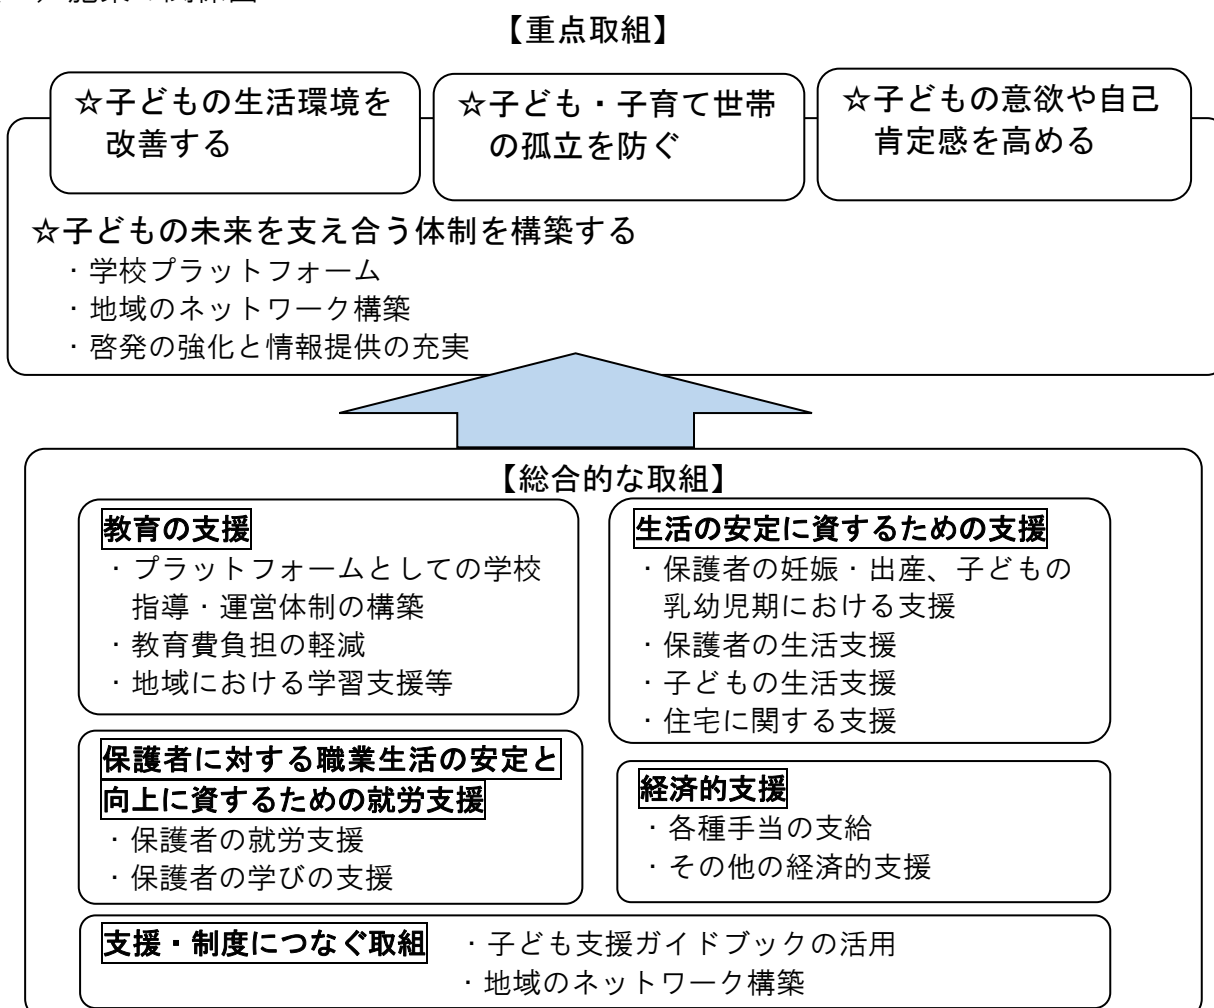 【重点取組】
☆子どもの生活環境を
改善する
☆子ども・子育て世帯
の孤立を防ぐ
☆子どもの意欲や自己
肯定感を高める
☆子どもの未来を支え合う体制を構築する
・学校プラットフォーム
・地域のネットワーク構築
・啓発の強化と情報提供の充実
【総合的な取組】
教育の支援
・プラットフォームとしての学校
指導・運営体制の構築
・教育費負担の軽減
・地域における学習支援等
生活の安定に資するための支援
・保護者の妊娠・出産、子どもの
乳幼児期における支援
・保護者の生活支援
・子どもの生活支援
・住宅に関する支援
保護者に対する職業生活の安定と
向上に資するための就労支援
・保護者の就労支援
・保護者の学びの支援
経済的支援
・各種手当の支給
・その他の経済的支援
支援・制度につなぐ取組
・子ども支援ガイドブックの活用
・地域のネットワーク構築